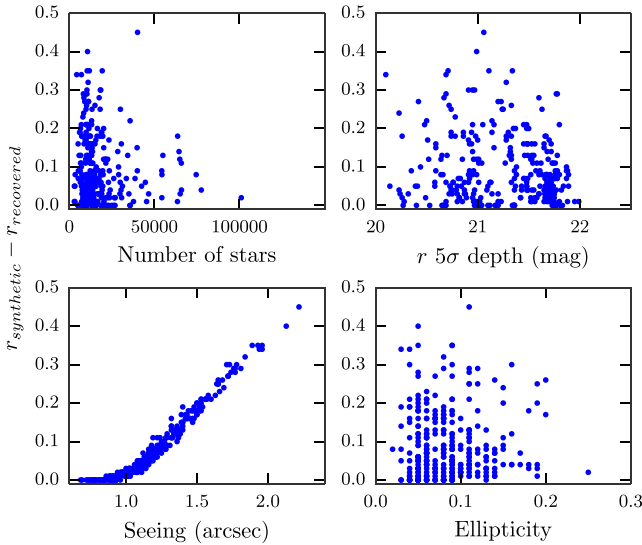 0.5
0.4
0.3
0.2
0.1
0.0
0 50000 100000
Number of stars
0.5
0.4
0.3
0.2
0.1
0.0
20 21 22
r 5σ depth (mag)
r_synthetic − r_recovered
0.5
0.4
0.3
0.2
0.1
0.0
1.0 1.5 2.0
Seeing (arcsec)
0.5
0.4
0.3
0.2
0.1
0.0
0.0 0.1 0.2 0.3
Ellipticity